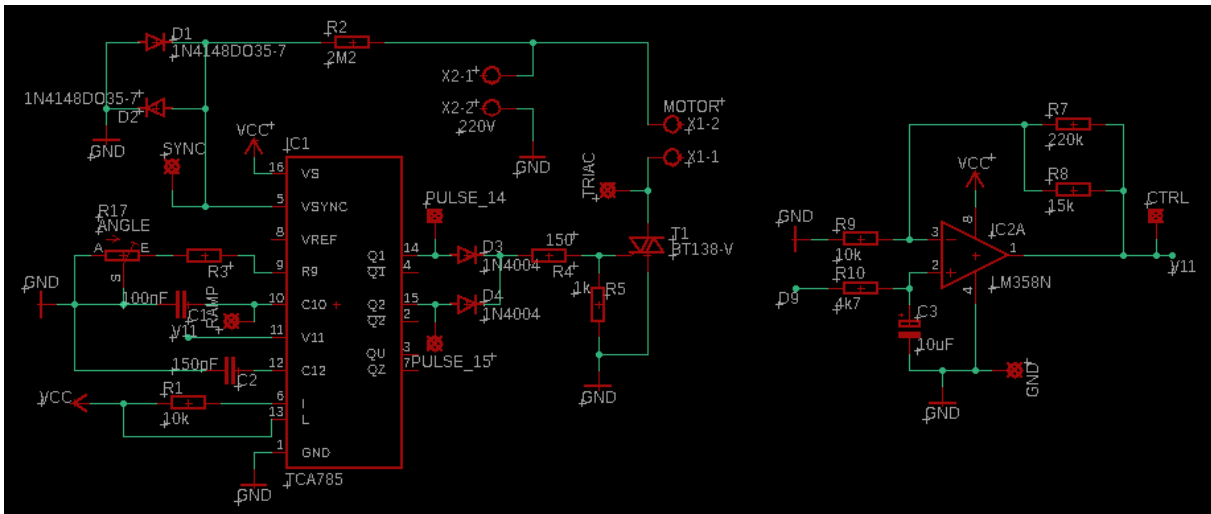 D1
1N4148DO35-7
R2
2M2
1N4148DO35-7
D2
GND
SYNC
X2-1
X2-2
220V
GND
MOTOR
X1-2
X1-1
TRIAC
VCC
IC1
16
VS
5
VSYNC
8
VREF
9
R9
10
C10
11
V11
12
C12
6
I
13
L
1
GND
TCA785
Q1
14
Q1
4
Q2
15
Q2
2
QU
3
QZ
7
R17
ANGLE
A
E
S
R3
GND
100nF
C1
RAMP
V11
150pF
C2
VCC
R1
10k
GND
PULSE_14
D3
1N4004
D4
1N4004
PULSE_15
150
R4
1k
R5
T1
BT138-V
GND
R7
220k
R8
15k
VCC
CTRL
GND
R9
10k
R10
4k7
D9
3
2
8
1
4
IC2A
LM358N
V11
C3
10uF
GND
GND